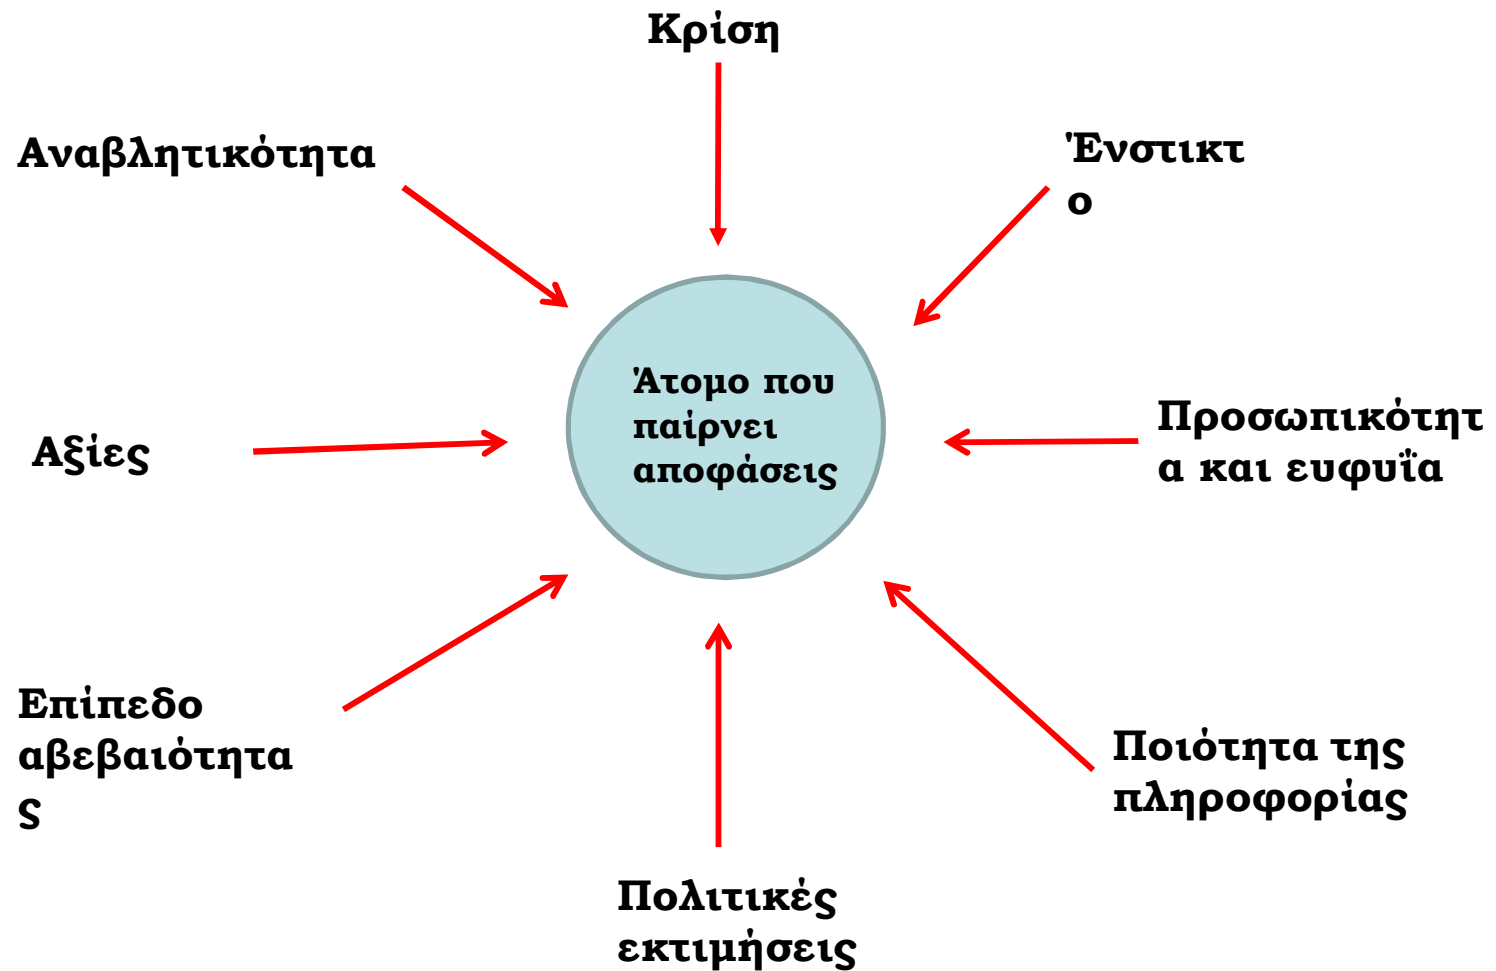 Κρίση
Αναβλητικότητα
Ένστικτ
ο
Άτομο που
παίρνει
αποφάσεις
Αξίες
Προσωπικότητ
α και ευφυΐα
Επίπεδο
αβεβαιότητα
ς
Ποιότητα της
πληροφορίας
Πολιτικές
εκτιμήσεις